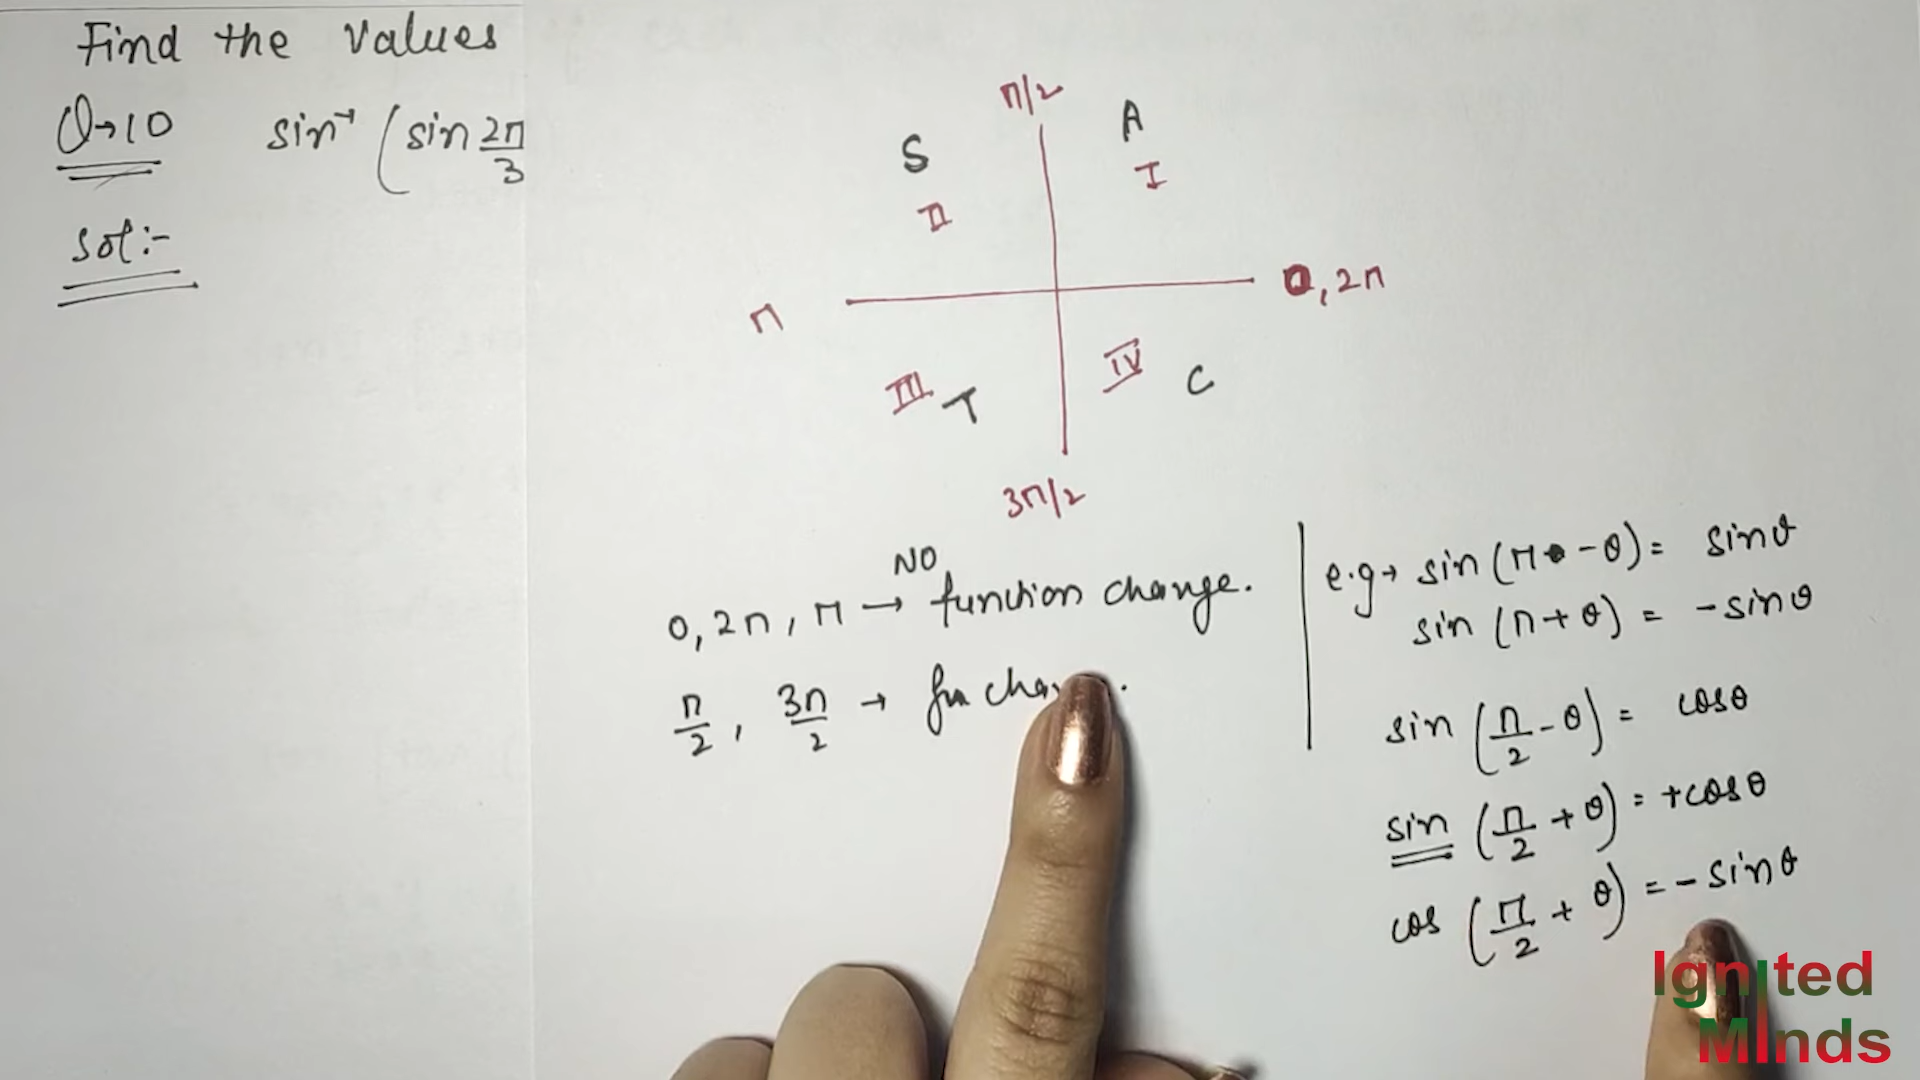 Find the Values
Q→10 sin⁻¹ (sin 2π/3
Sol:-
π/2
S A
II I
π 0, 2π
III T IV C
3π/2
NO
0, 2π, π → function change.
π/2, 3π/2 → fn
e.g→ sin (π - θ) = sinθ
sin (π + θ) = -sinθ
sin (π/2 - θ) = cosθ
sin (π/2 + θ) = +cosθ
cos (π/2 + θ) = -sinθ
Ignited
Minds